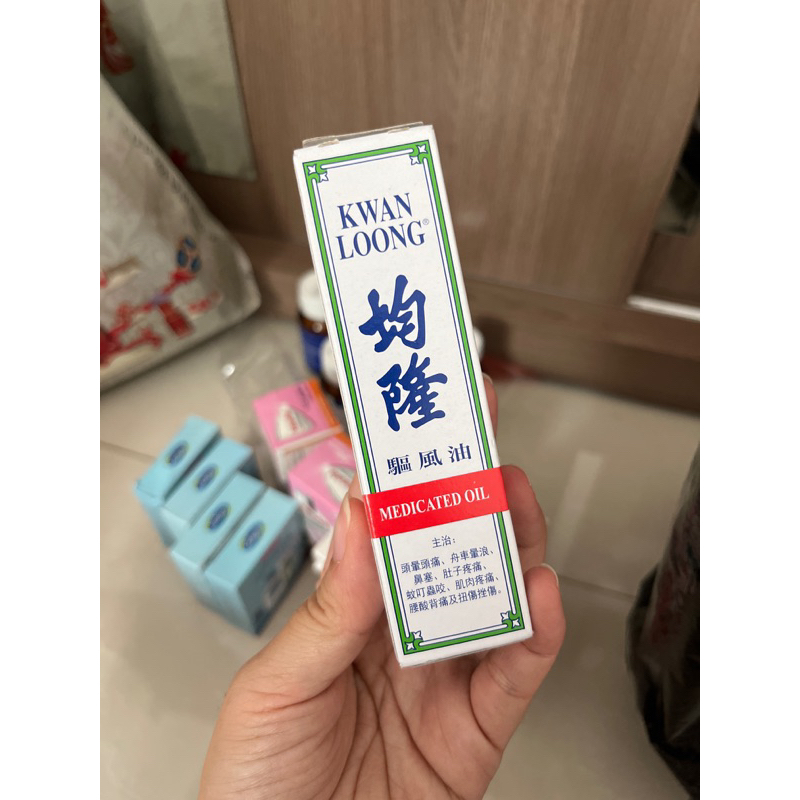 KWAN
LOONG®
均
隆
驅風油
MEDICATED OIL
主治:
頭暈頭痛、舟車暈浪、
鼻塞、肚子疼痛、
蚊叮蟲咬、肌肉疼痛、
腰酸背痛及扭傷挫傷。